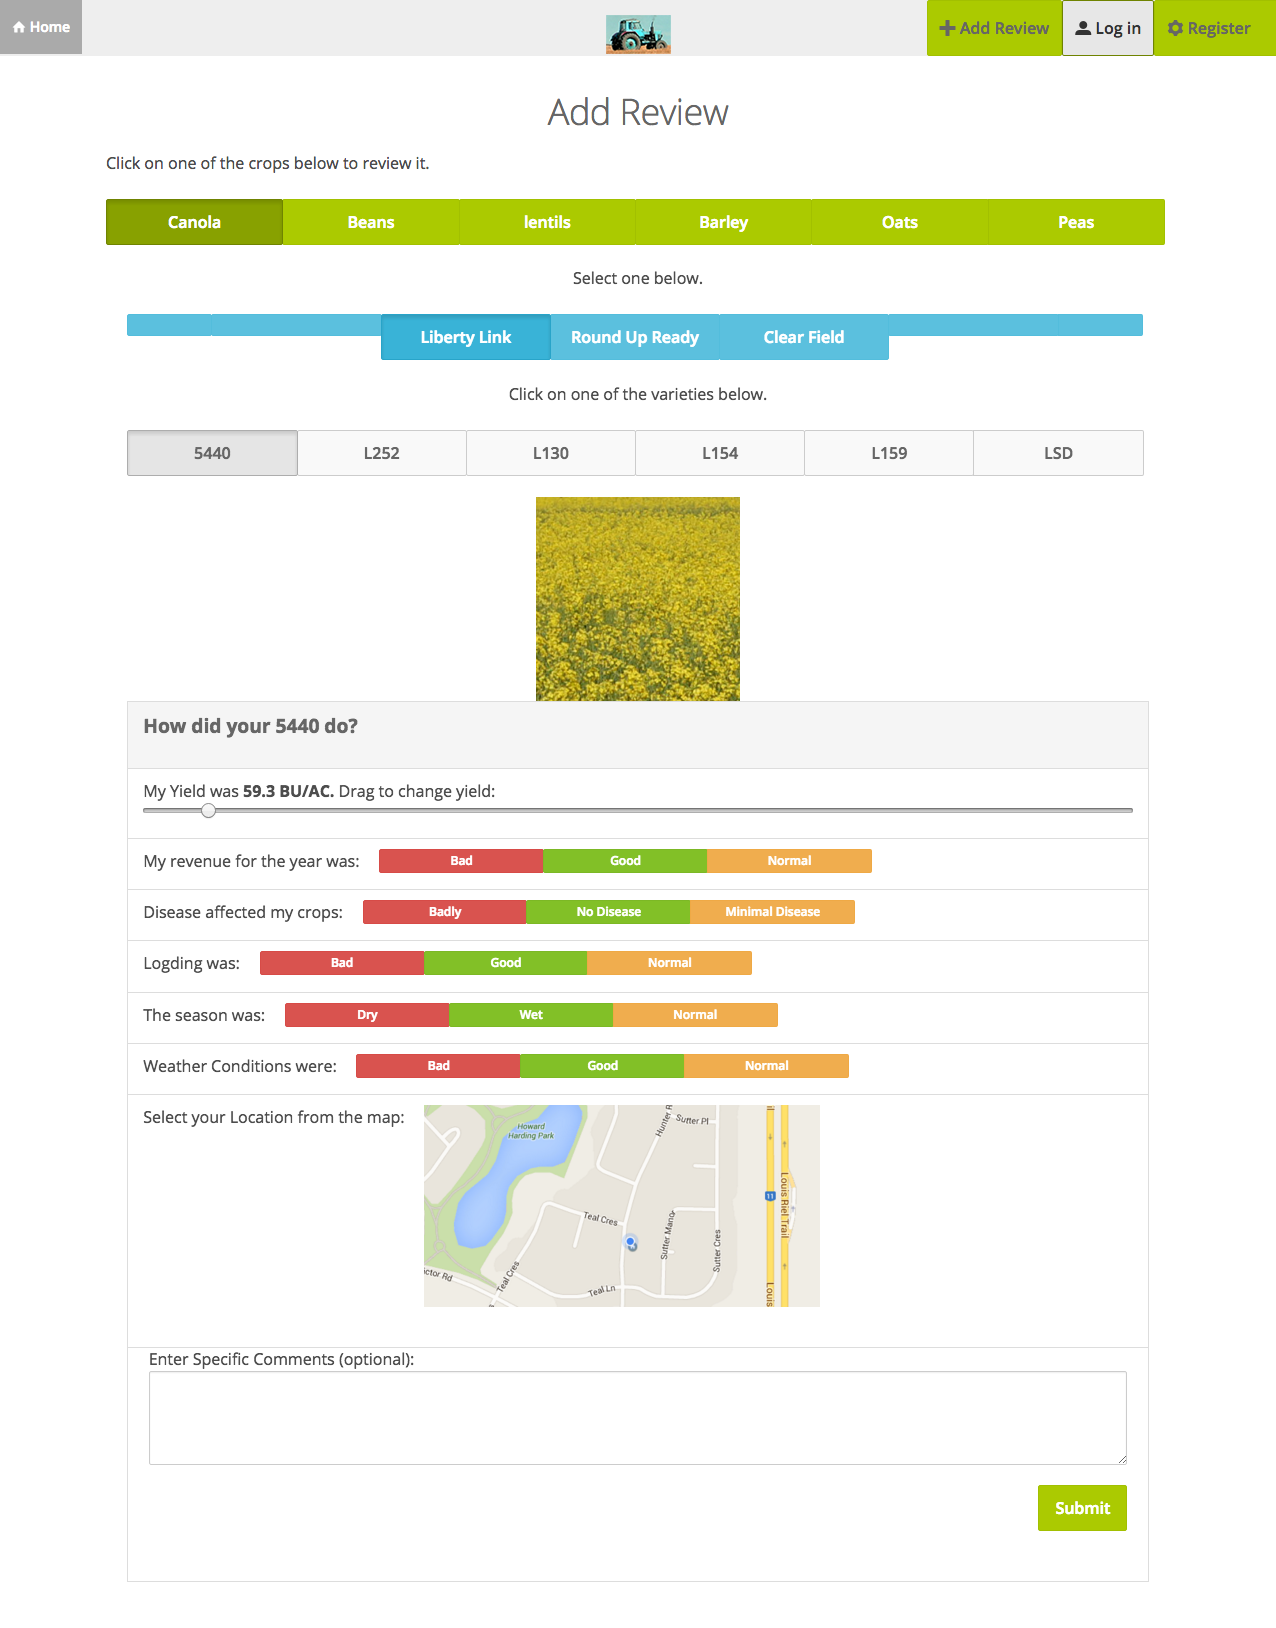 Home
Add Review
Log in
Register
Add Review
Click on one of the crops below to review it.
Canola
Beans
lentils
Barley
Oats
Peas
Select one below.
Liberty Link
Round Up Ready
Clear Field
Click on one of the varieties below.
5440
L252
L130
L154
L159
LSD
How did your 5440 do?
My Yield was 59.3 BU/AC. Drag to change yield:
My revenue for the year was:
Bad
Good
Normal
Disease affected my crops:
Badly
No Disease
Minimal Disease
Logding was:
Bad
Good
Normal
The season was:
Dry
Wet
Normal
Weather Conditions were:
Bad
Good
Normal
Select your Location from the map:
Howard
Harding Park
Hunter R
Sutter Pl
11
Louis Riel Trail
Teal Cres
Sutter Manor
Sutter Cres
ctor Rd
Teal Cres
Teal Ln
Louis
Enter Specific Comments (optional):
Submit